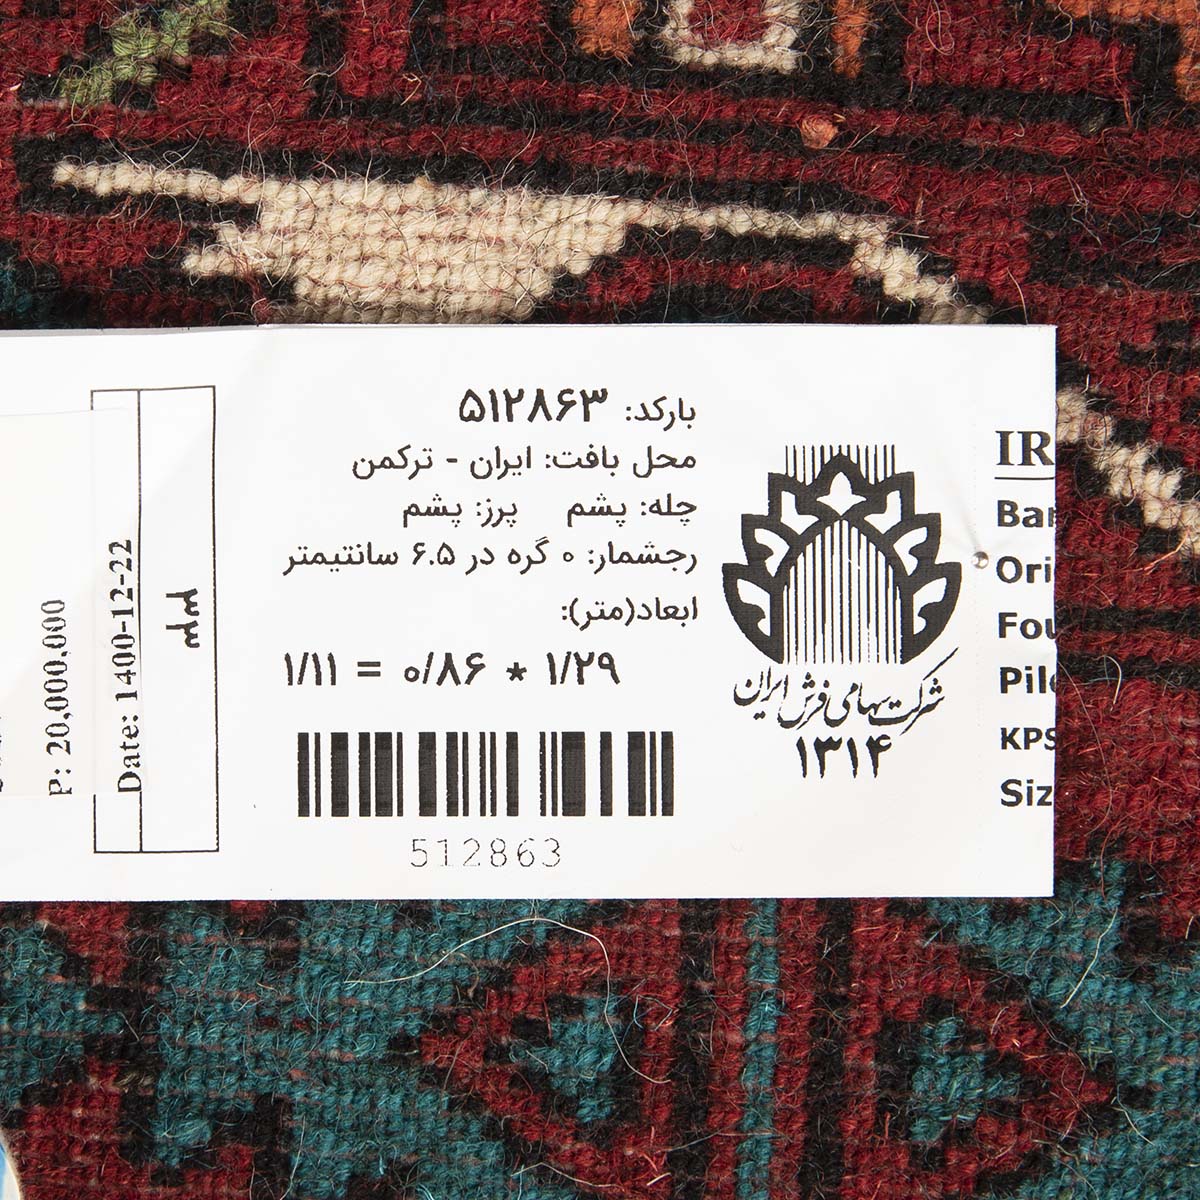 بارکد: ۵۱۲۸۶۳
محل بافت: ایران - ترکمن
چله: پشم پرز: پشم
رجشمار: ۰ گره در ۶.۵ سانتیمتر
ابعاد(متر):
۱/۱۱ = ۰/۸۶ * ۱/۲۹
512863
شرکت سهامی فرش ایران
۱۳۱۴
IR
Bar
Ori
Fou
Pile
KPS
Siz
۳۳
Date: 1400-12-22
P: 20,000,000